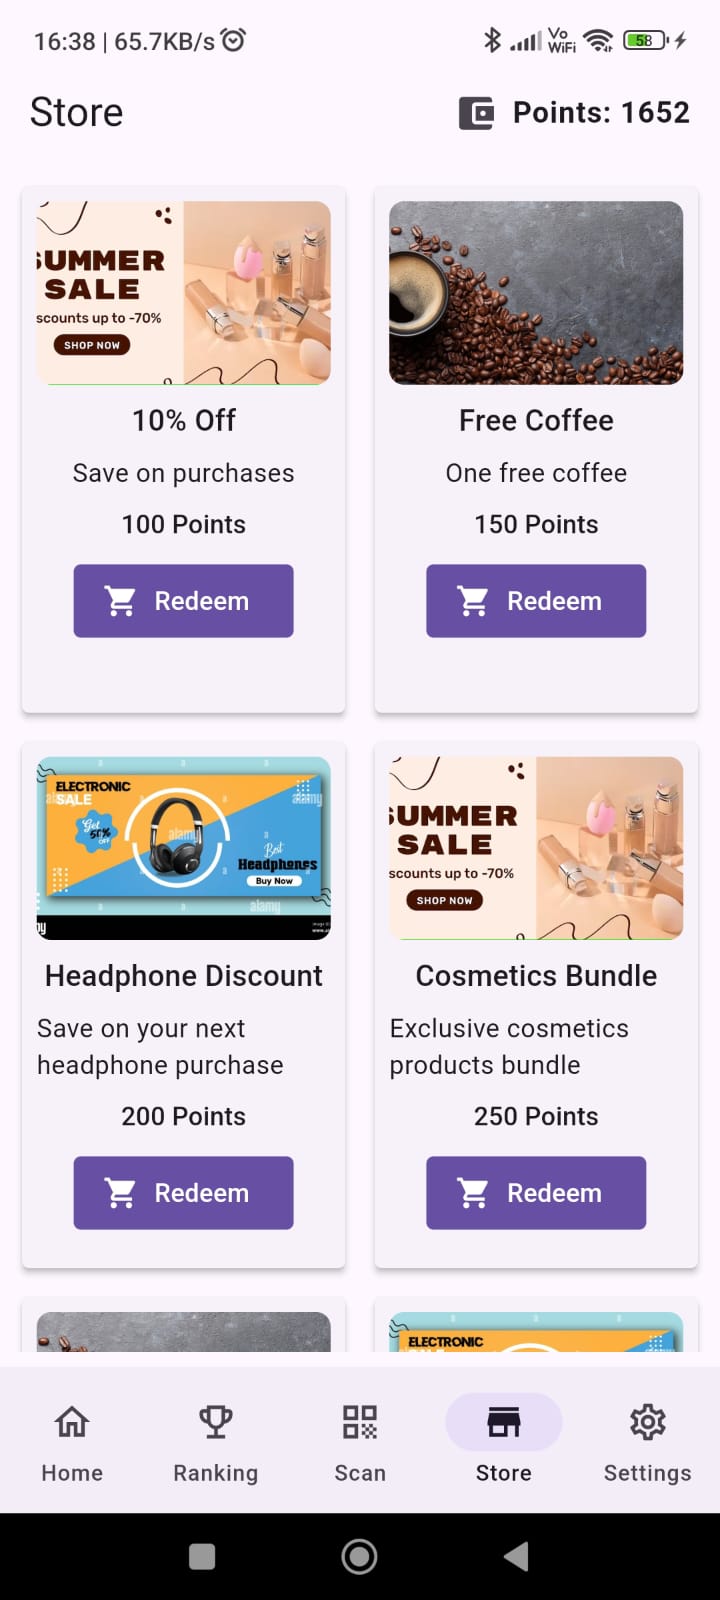 16:38 | 65.7KB/s
Vo
WiFi
58
Store
Points: 1652
SUMMER
SALE
scounts up to -70%
SHOP NOW
10% Off
Save on purchases
100 Points
Redeem
Free Coffee
One free coffee
150 Points
Redeem
ELECTRONIC
SALE
Get
50%
OFF
Best
Headphones
Buy Now
alamy
alamy
alamy
Headphone Discount
Save on your next
headphone purchase
200 Points
Redeem
SUMMER
SALE
scounts up to -70%
SHOP NOW
Cosmetics Bundle
Exclusive cosmetics
products bundle
250 Points
Redeem
ELECTRONIC
Home
Ranking
Scan
Store
Settings